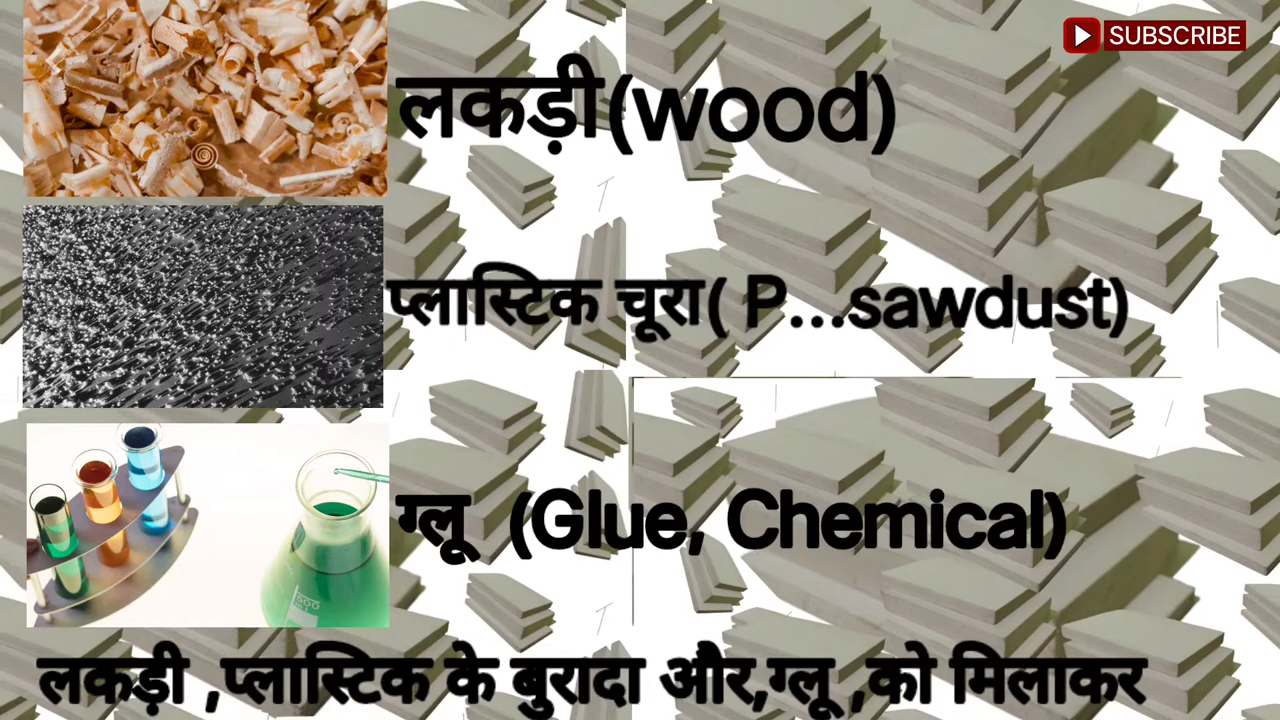 SUBSCRIBE
लकड़ी(wood)
प्लास्टिक चूरा( P...sawdust)
ग्लू (Glue, Chemical)
लकड़ी ,प्लास्टिक के बुरादा और,ग्लू ,को मिलाकर